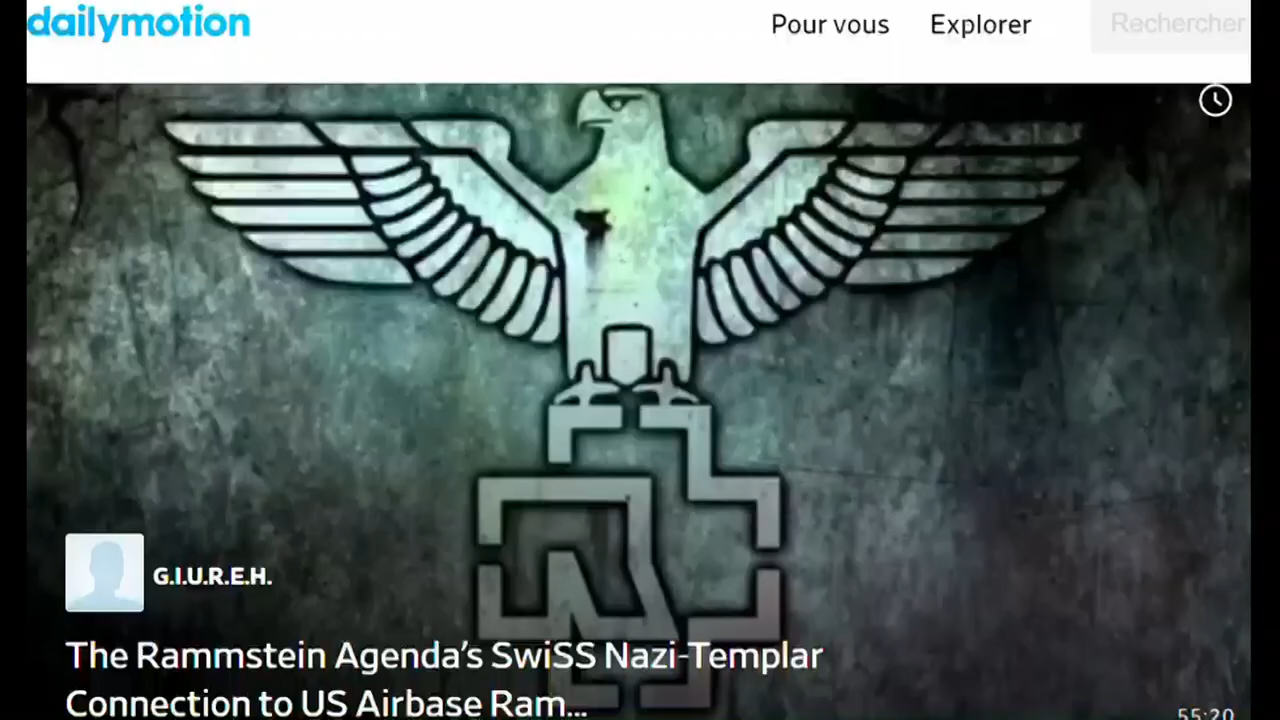 dailymotion
Pour vous
Explorer
Rechercher
G.I.U.R.E.H.
The Rammstein Agenda's SwiSS Nazi-Templar
Connection to US Airbase Ram...
55:20